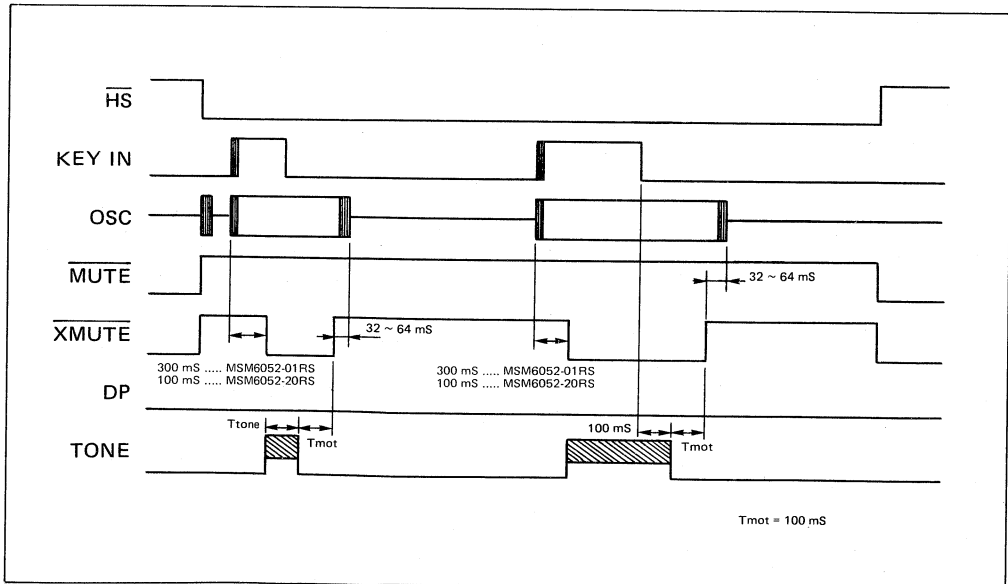 HS
KEY IN
OSC
MUTE
32 ~ 64 mS
XMUTE
32 ~ 64 mS
300 mS ..... MSM6052-01RS
100 mS ..... MSM6052-20RS
300 mS ..... MSM6052-01RS
100 mS ..... MSM6052-20RS
DP
Ttone
Tmot
100 mS
Tmot
TONE
Tmot = 100 mS